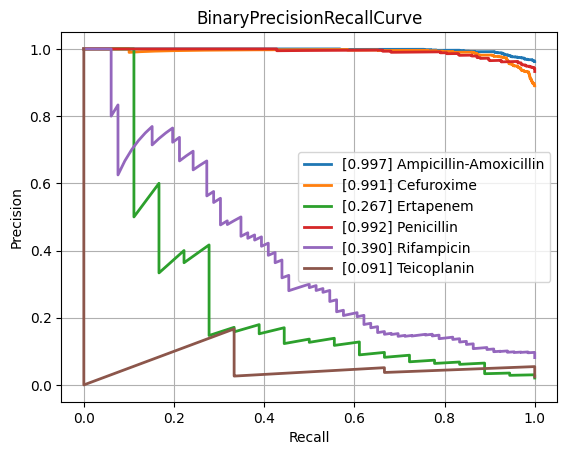 BinaryPrecisionRecallCurve
Precision
1.0
0.8
0.6
0.4
0.2
0.0
[0.997] Ampicillin-Amoxicillin
[0.991] Cefuroxime
[0.267] Ertapenem
[0.992] Penicillin
[0.390] Rifampicin
[0.091] Teicoplanin
0.0 0.2 0.4 0.6 0.8 1.0
Recall